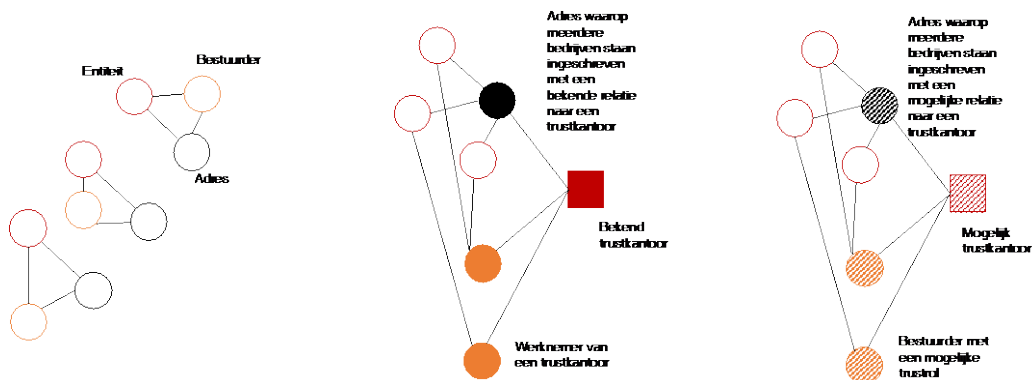 Entiteit
Bestuurder
Adres
Adres waarop
meerdere
bedrijven staan
ingeschreven
met een
bekende relatie
naar een
trustkantoor
Bekend
trustkantoor
Werknemer van
een trustkantoor
Adres waarop
meerdere
bedrijven staan
ingeschreven
met een
mogelijke relatie
naar een
trustkantoor
Mogelijk
trustkantoor
Bestuurder met
een mogelijke
trustrol